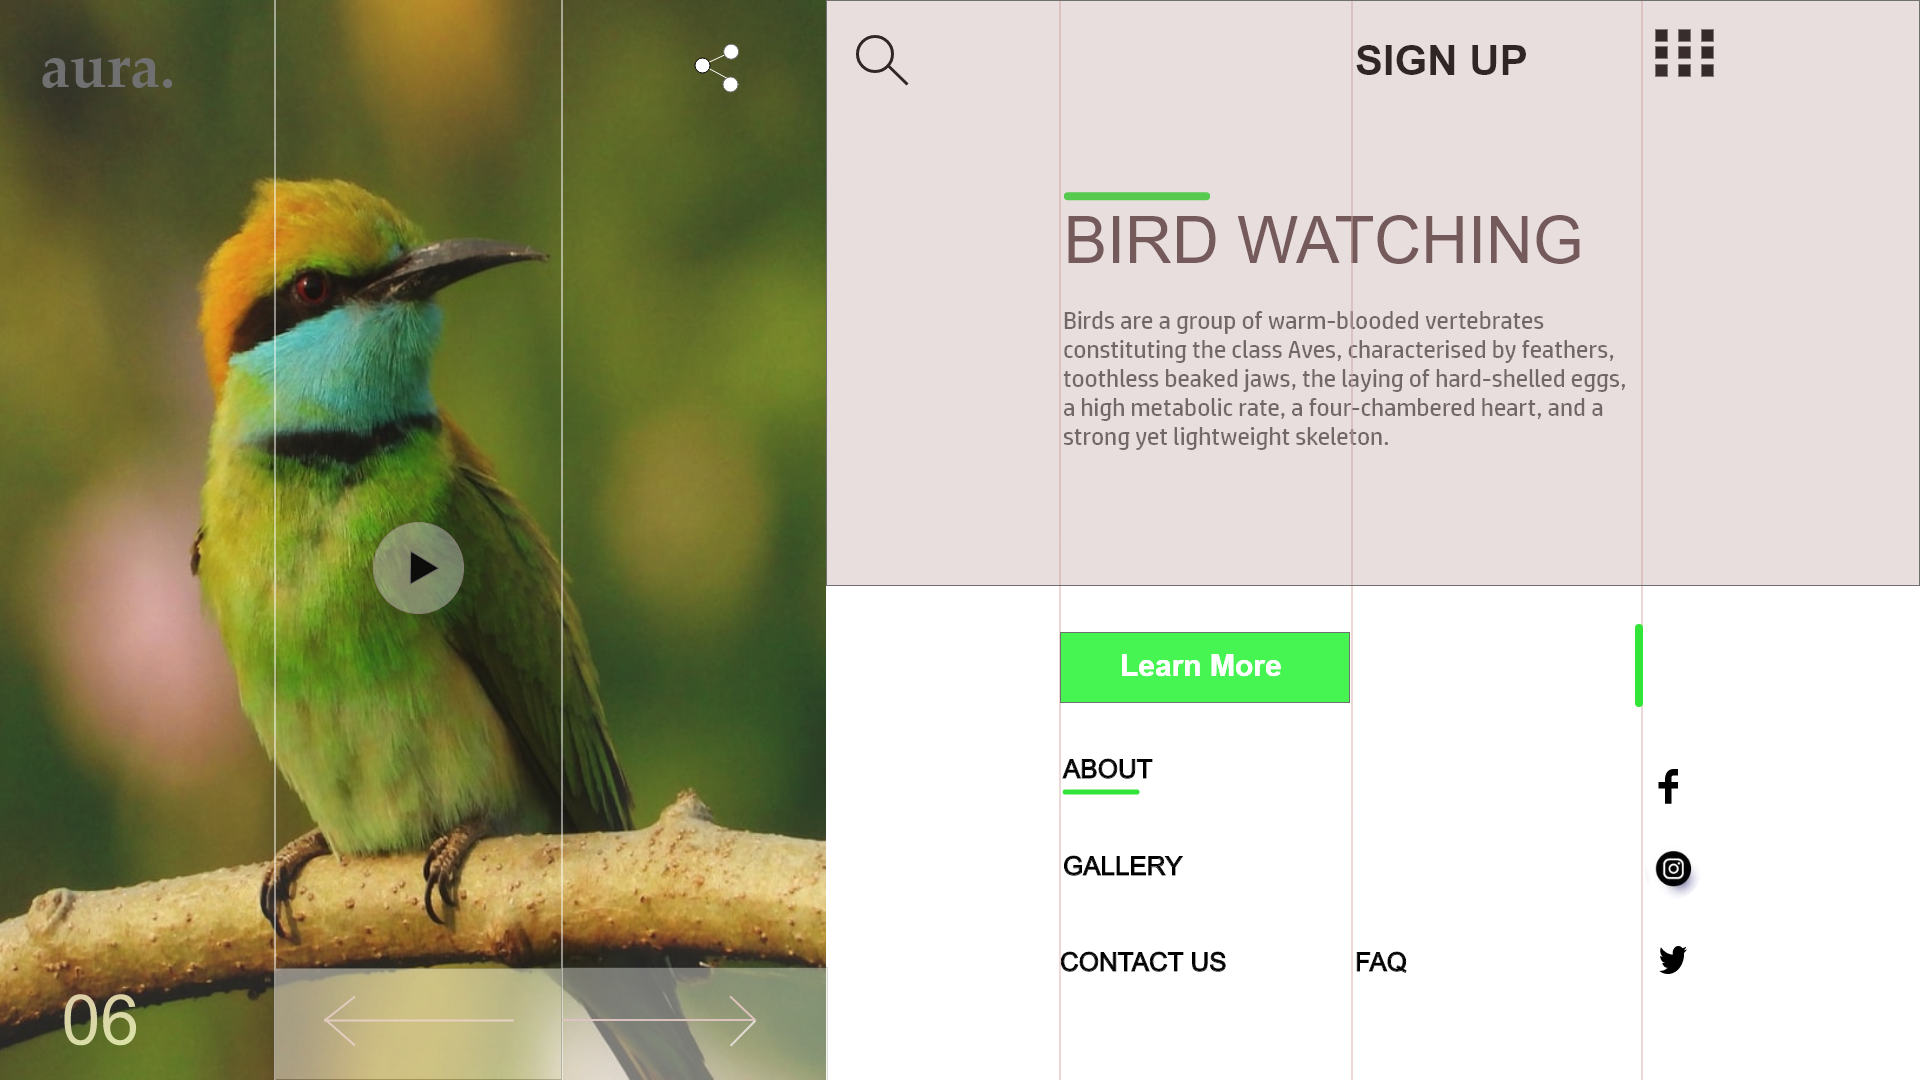 aura.
SIGN UP
BIRD WATCHING
Birds are a group of warm-blooded vertebrates
constituting the class Aves, characterised by feathers,
toothless beaked jaws, the laying of hard-shelled eggs,
a high metabolic rate, a four-chambered heart, and a
strong yet lightweight skeleton.
Learn More
ABOUT
GALLERY
CONTACT US
FAQ
06